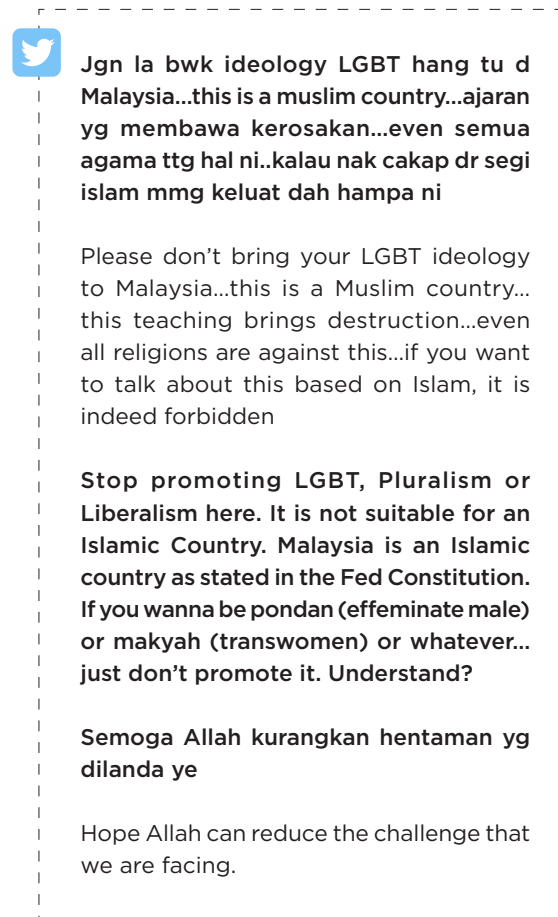 Jgn la bwk ideology LGBT hang tu d
Malaysia...this is a muslim country...ajaran
yg membawa kerosakan...even semua
agama ttg hal ni..kalau nak cakap dr segi
islam mmg keluat dah hampa ni
Please don’t bring your LGBT ideology
to Malaysia...this is a Muslim country...
this teaching brings destruction...even
all religions are against this...if you want
to talk about this based on Islam, it is
indeed forbidden
Stop promoting LGBT, Pluralism or
Liberalism here. It is not suitable for an
Islamic Country. Malaysia is an Islamic
country as stated in the Fed Constitution.
If you wanna be pondan (effeminate male)
or makyah (transwomen) or whatever...
just don’t promote it. Understand?
Semoga Allah kurangkan hentaman yg
dilanda ye
Hope Allah can reduce the challenge that
we are facing.